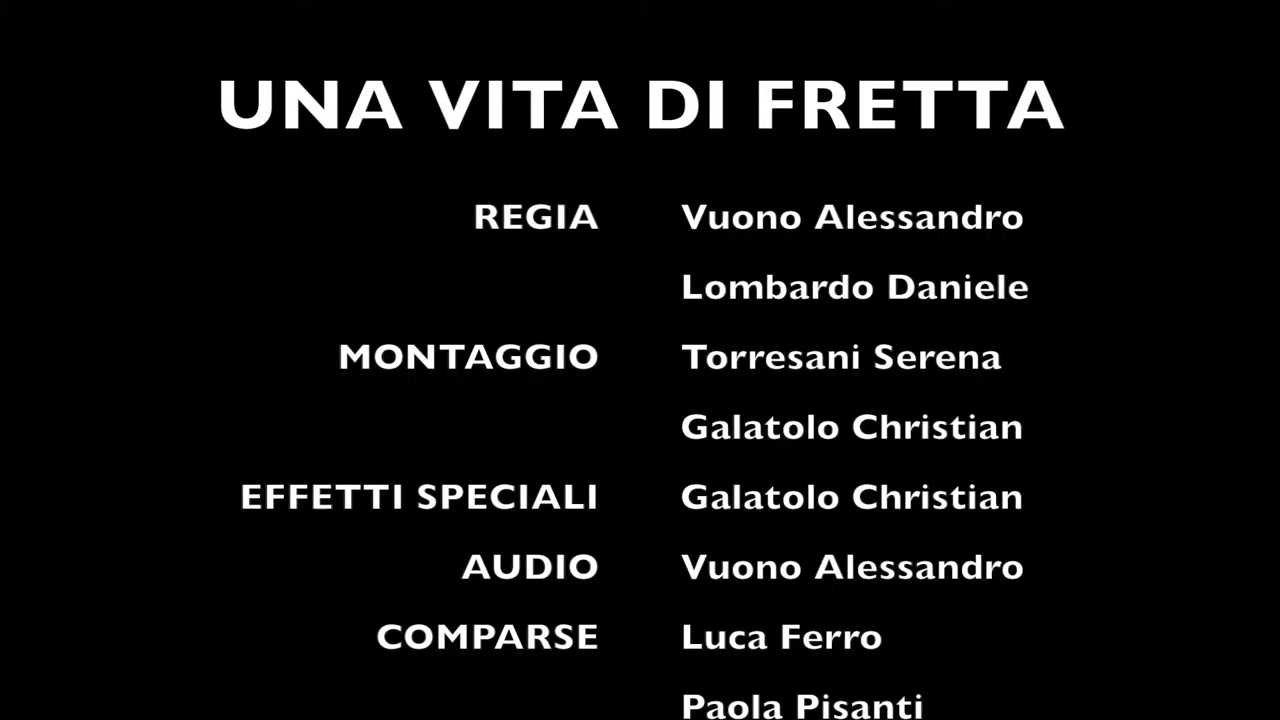 UNA VITA DI FRETTA
REGIA Vuono Alessandro
Lombardo Daniele
MONTAGGIO Torresani Serena
Galatolo Christian
EFFETTI SPECIALI Galatolo Christian
AUDIO Vuono Alessandro
COMPARSE Luca Ferro
Paola Pisanti